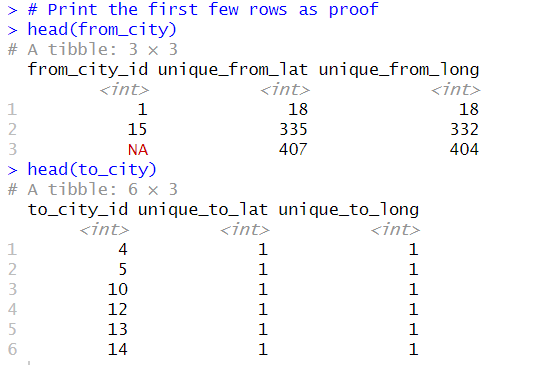 > # Print the first few rows as proof
> head(from_city)
# A tibble: 3 × 3
  from_city_id unique_from_lat unique_from_long
         <int>           <int>            <int>
1            1              18               18
2           15             335              332
3           NA             407              404
> head(to_city)
# A tibble: 6 × 3
  to_city_id unique_to_lat unique_to_long
       <int>         <int>          <int>
1          4             1              1
2          5             1              1
3         10             1              1
4         12             1              1
5         13             1              1
6         14             1              1